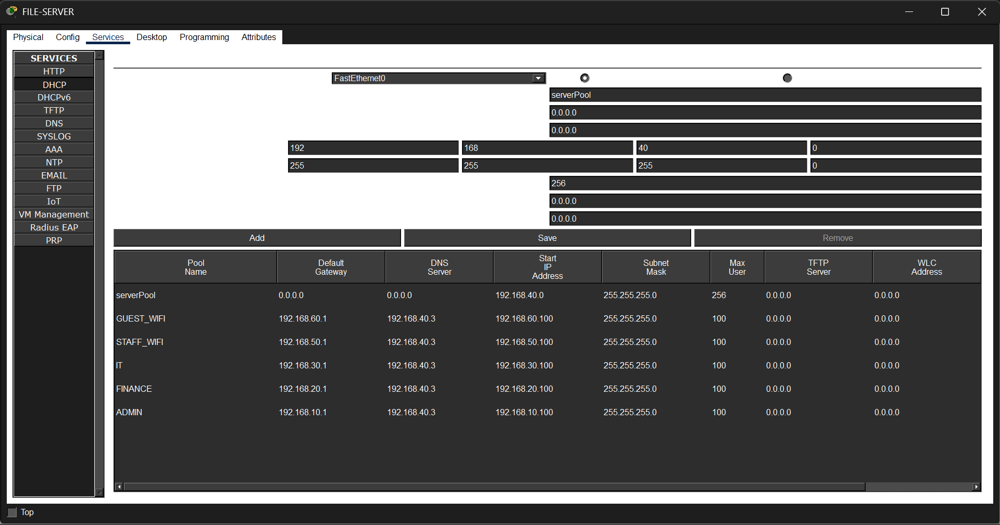 FILE-SERVER
Physical Config Services Desktop Programming Attributes
SERVICES
HTTP
DHCP
DHCPv6
TFTP
DNS
SYSLOG
AAA
NTP
EMAIL
FTP
IoT
VM Management
Radius EAP
PRP
FastEthernet0
serverPool
0.0.0.0
0.0.0.0
192 168 40 0
255 255 255 0
256
0.0.0.0
0.0.0.0
Add Save Remove
Pool Name Default Gateway DNS Server Start IP Address Subnet Mask Max User TFTP Server WLC Address
serverPool 0.0.0.0 0.0.0.0 192.168.40.0 255.255.255.0 256 0.0.0.0 0.0.0.0
GUEST_WIFI 192.168.60.1 192.168.40.3 192.168.60.100 255.255.255.0 100 0.0.0.0 0.0.0.0
STAFF_WIFI 192.168.50.1 192.168.40.3 192.168.50.100 255.255.255.0 100 0.0.0.0 0.0.0.0
IT 192.168.30.1 192.168.40.3 192.168.30.100 255.255.255.0 100 0.0.0.0 0.0.0.0
FINANCE 192.168.20.1 192.168.40.3 192.168.20.100 255.255.255.0 100 0.0.0.0 0.0.0.0
ADMIN 192.168.10.1 192.168.40.3 192.168.10.100 255.255.255.0 100 0.0.0.0 0.0.0.0
Top